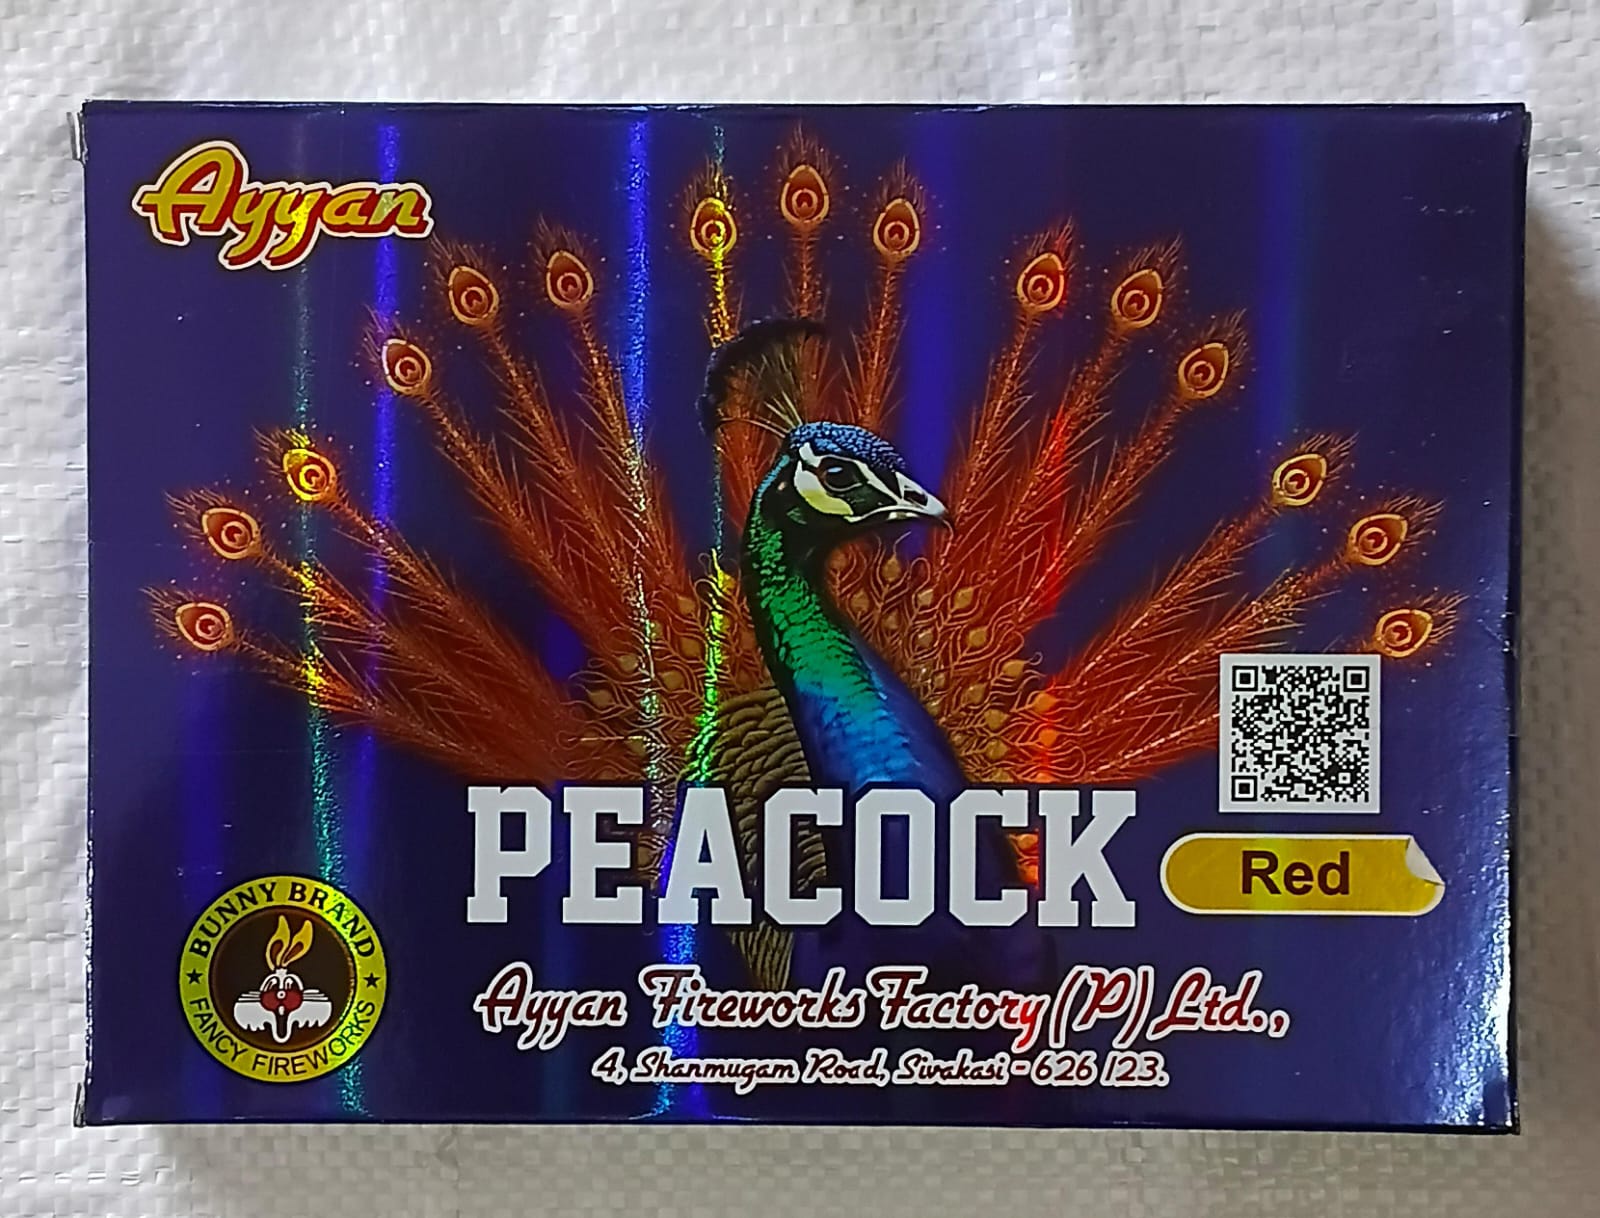 Ayyan
PEACOCK
Red
BUNNY BRAND
FANCY FIREWORKS
Ayyan Fireworks Factory (P) Ltd.,
4, Shanmugam Road, Sivakasi - 626 123.